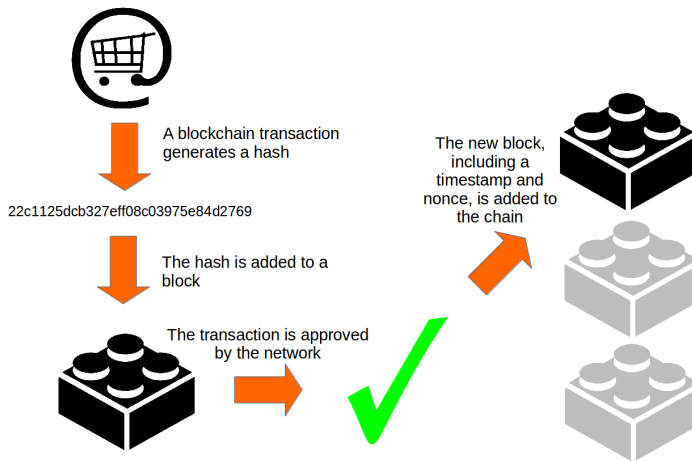 A blockchain transaction
generates a hash
22c1125dcb327eff08c03975e84d2769
The hash is added to a
block
The transaction is approved
by the network
The new block,
including a
timestamp and
nonce, is added to
the chain